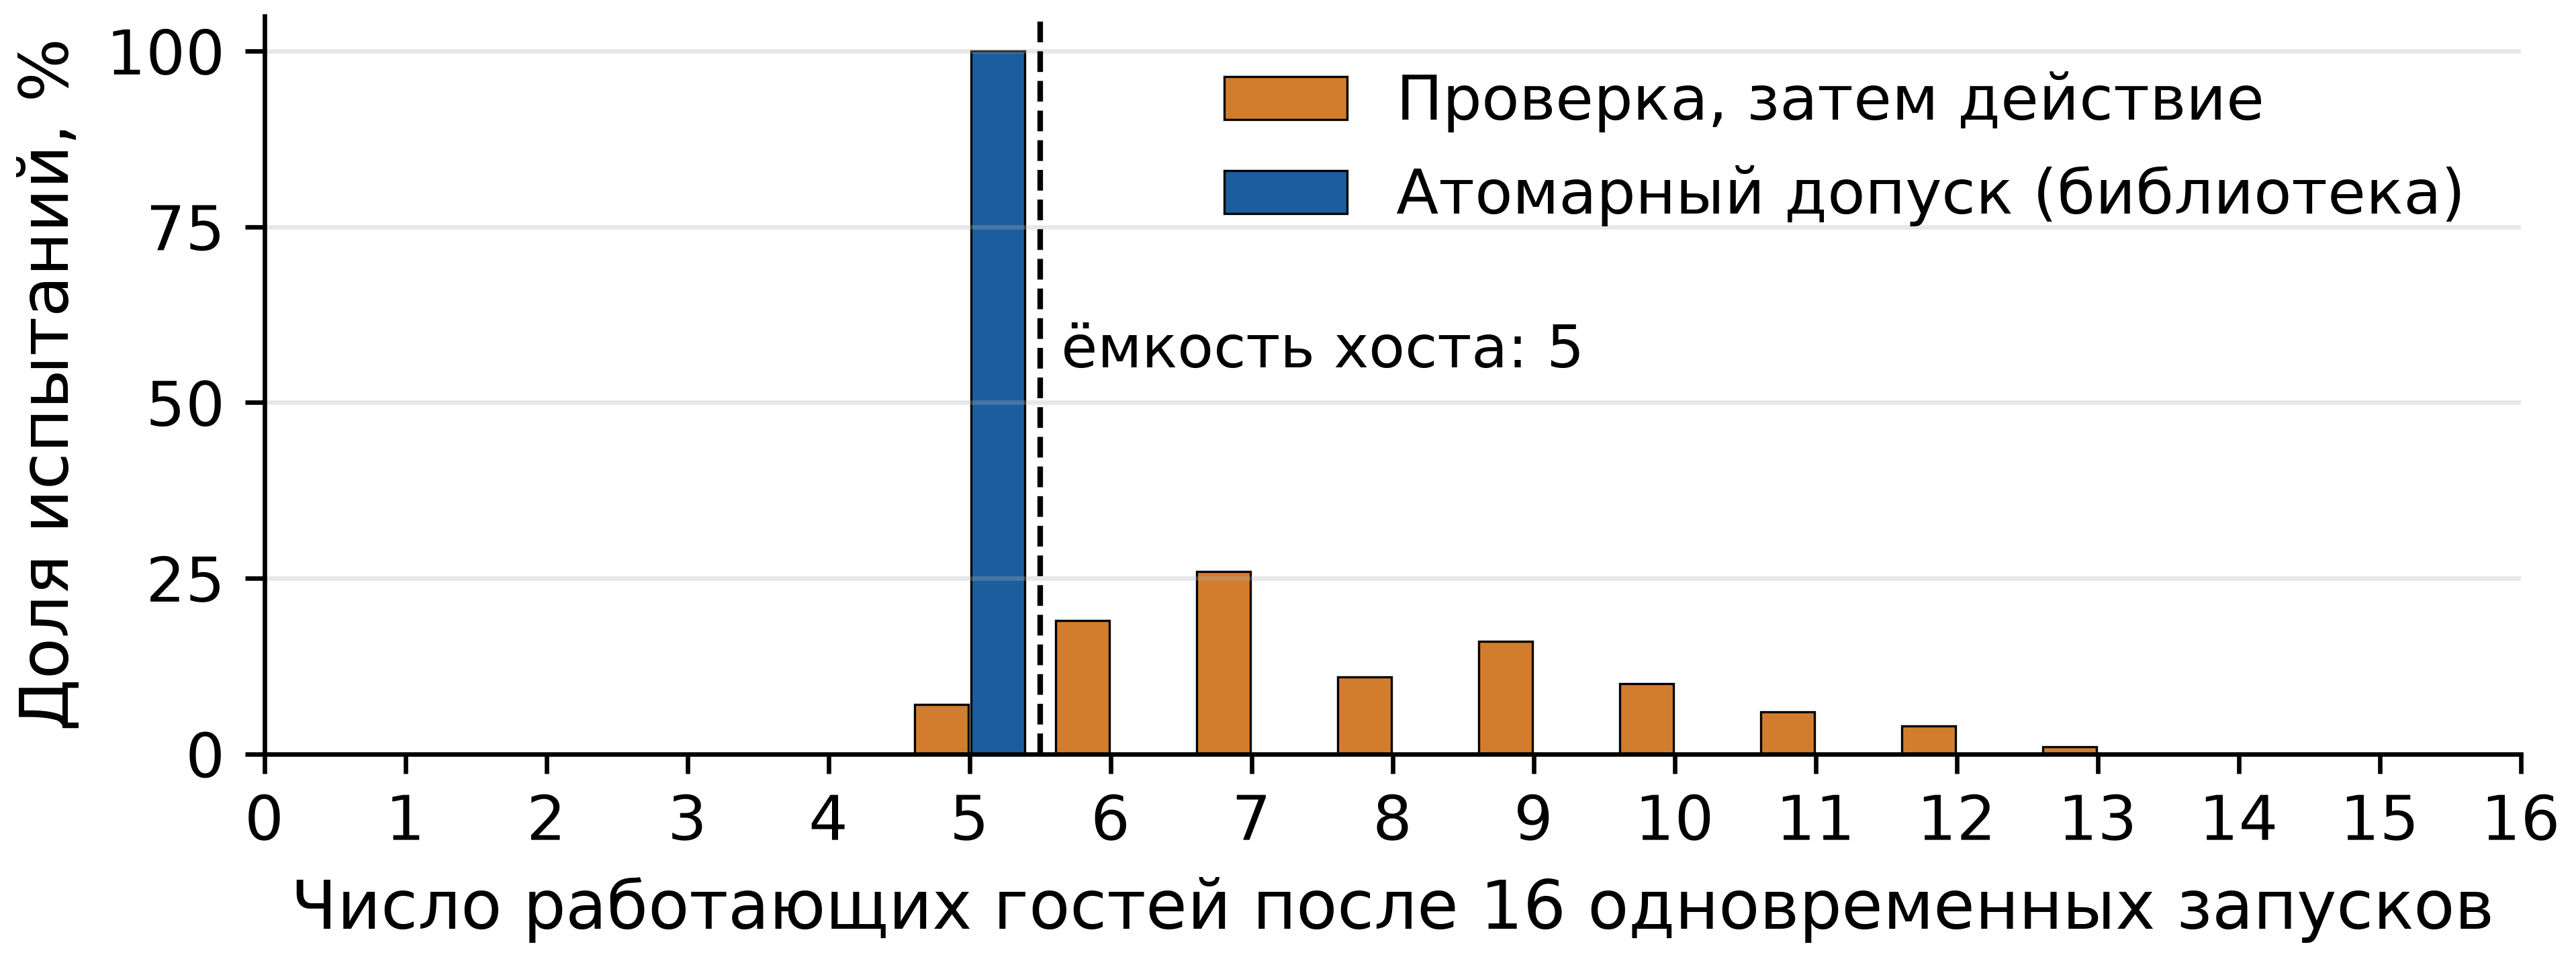 Доля испытаний, %
100
75
50
25
0
Проверка, затем действие
Атомарный допуск (библиотека)
ёмкость хоста: 5
0 1 2 3 4 5 6 7 8 9 10 11 12 13 14 15 16
Число работающих гостей после 16 одновременных запусков